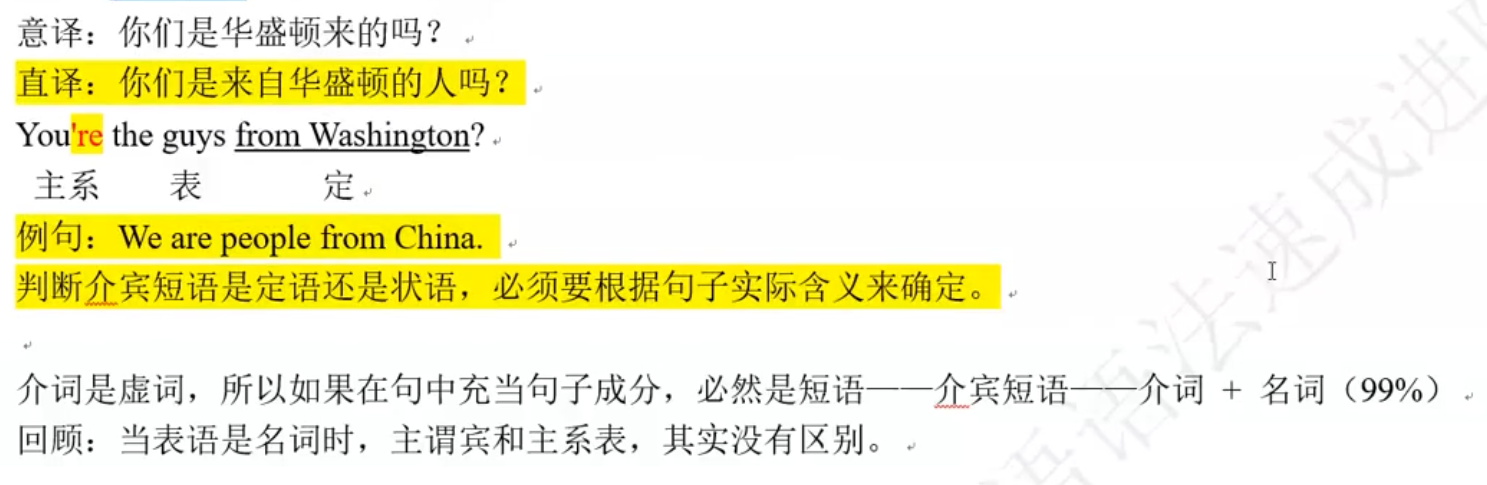 意译：你们是华盛顿来的吗？
直译：你们是来自华盛顿的人吗？
You're the guys from Washington?
主系 表 定
例句：We are people from China.
判断介宾短语是定语还是状语，必须要根据句子实际含义来确定。
介词是虚词，所以如果在句中充当句子成分，必然是短语——介宾短语——介词 + 名词（99%）
回顾：当表语是名词时，主谓宾和主系表，其实没有区别。
语法速成进